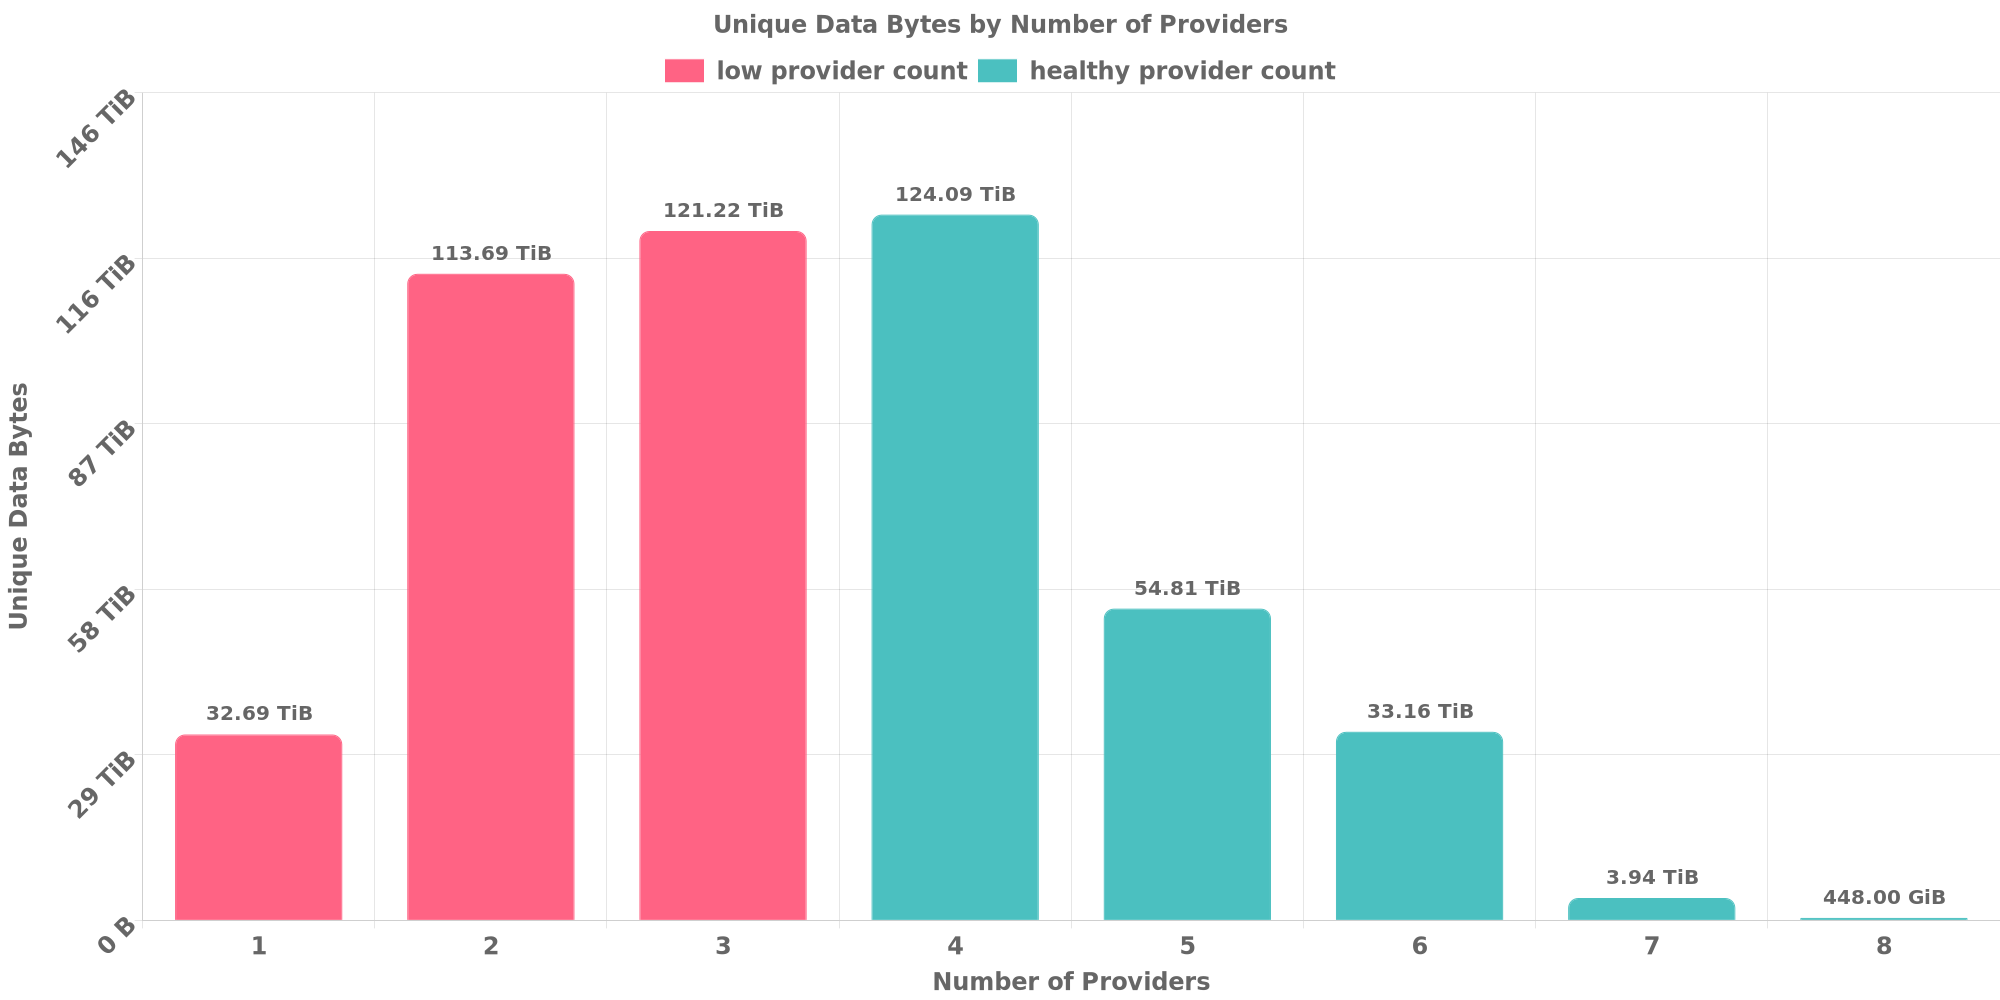 Unique Data Bytes by Number of Providers
low provider count healthy provider count
146 TiB
116 TiB
87 TiB
58 TiB
29 TiB
0 B
Unique Data Bytes
32.69 TiB
113.69 TiB
121.22 TiB
124.09 TiB
54.81 TiB
33.16 TiB
3.94 TiB
448.00 GiB
1 2 3 4 5 6 7 8
Number of Providers